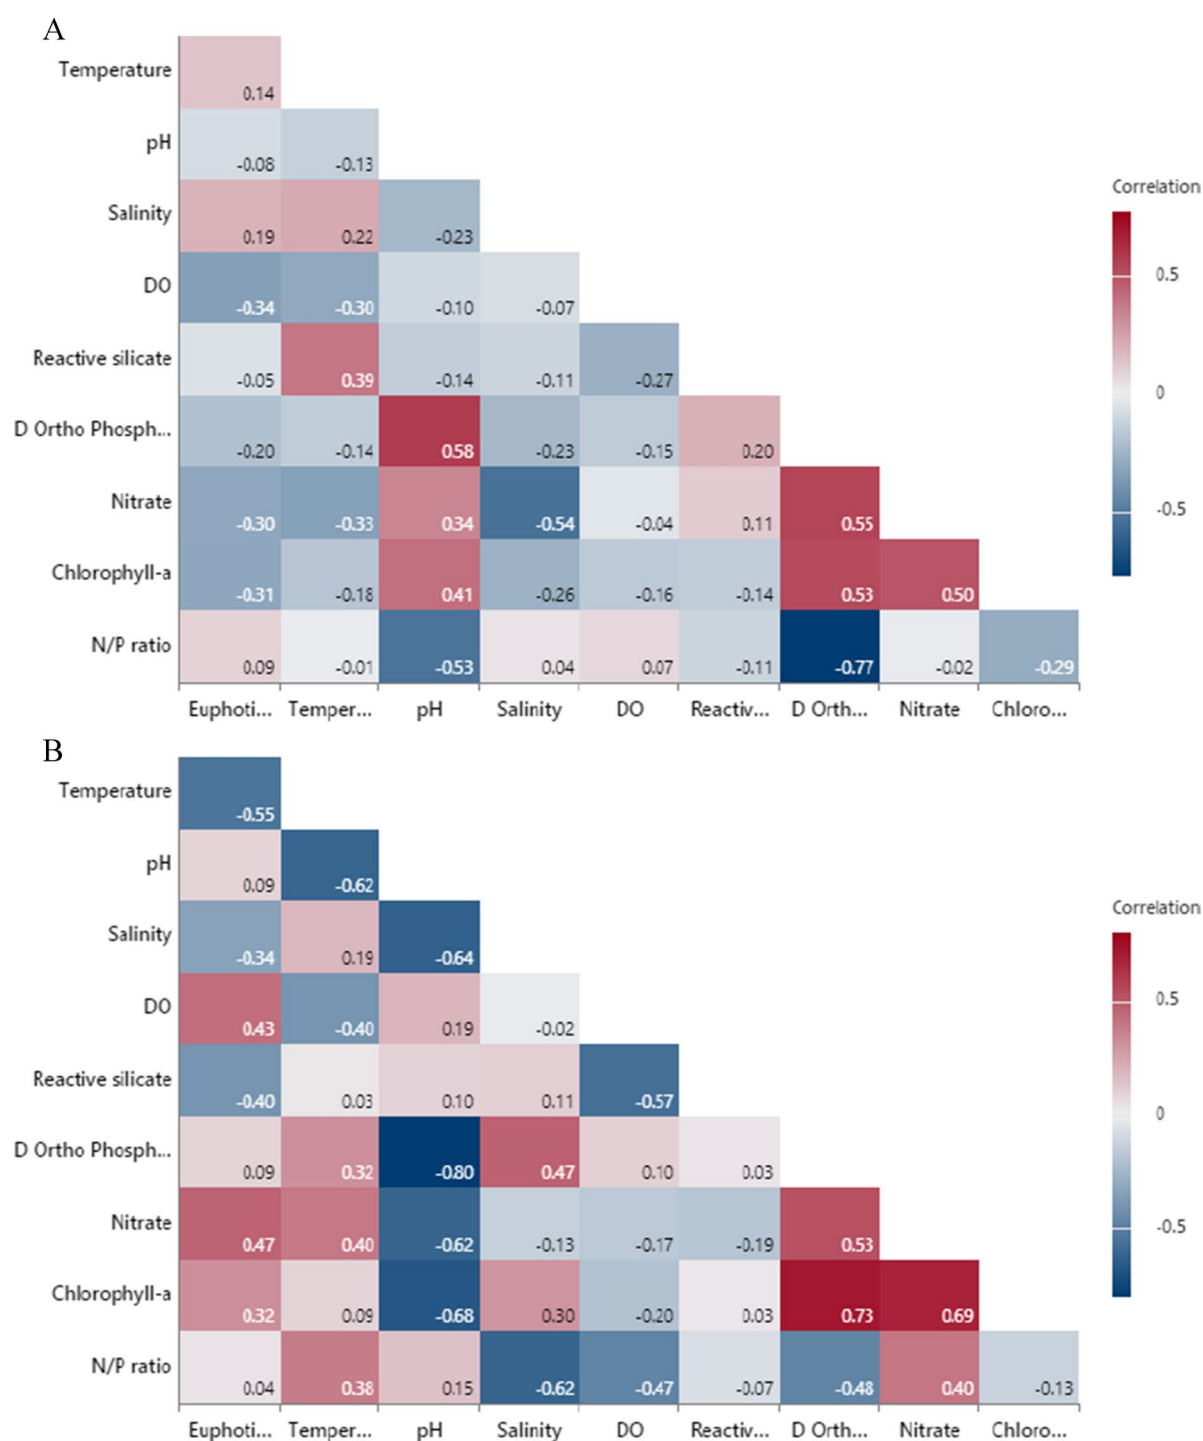 A
Temperature
0.14
pH
-0.08 -0.13
Salinity
0.19 0.22 -0.23
DO
-0.34 -0.30 -0.10 -0.07
Reactive silicate
-0.05 0.39 -0.14 -0.11 -0.27
D Ortho Phosph...
-0.20 -0.14 0.58 -0.23 -0.15 0.20
Nitrate
-0.30 -0.33 0.34 -0.54 -0.04 0.11 0.55
Chlorophyll-a
-0.31 -0.18 0.41 -0.26 -0.16 -0.14 0.53 0.50
N/P ratio
0.09 -0.01 -0.53 0.04 0.07 -0.11 -0.77 -0.02 -0.29
Euphoti... Temper... pH Salinity DO Reactiv... D Orth... Nitrate Chloro...
Correlation
0.5
0
-0.5
B
Temperature
-0.55
pH
0.09 -0.62
Salinity
-0.34 0.19 -0.64
DO
0.43 -0.40 0.19 -0.02
Reactive silicate
-0.40 0.03 0.10 0.11 -0.57
D Ortho Phosph...
0.09 0.32 -0.80 0.47 0.10 0.03
Nitrate
0.47 0.40 -0.62 -0.13 -0.17 -0.19 0.53
Chlorophyll-a
0.32 0.09 -0.68 0.30 -0.20 0.03 0.73 0.69
N/P ratio
0.04 0.38 0.15 -0.62 -0.47 -0.07 -0.48 0.40 -0.13
Euphoti... Temper... pH Salinity DO Reactiv... D Orth... Nitrate Chloro...
Correlation
0.5
0
-0.5